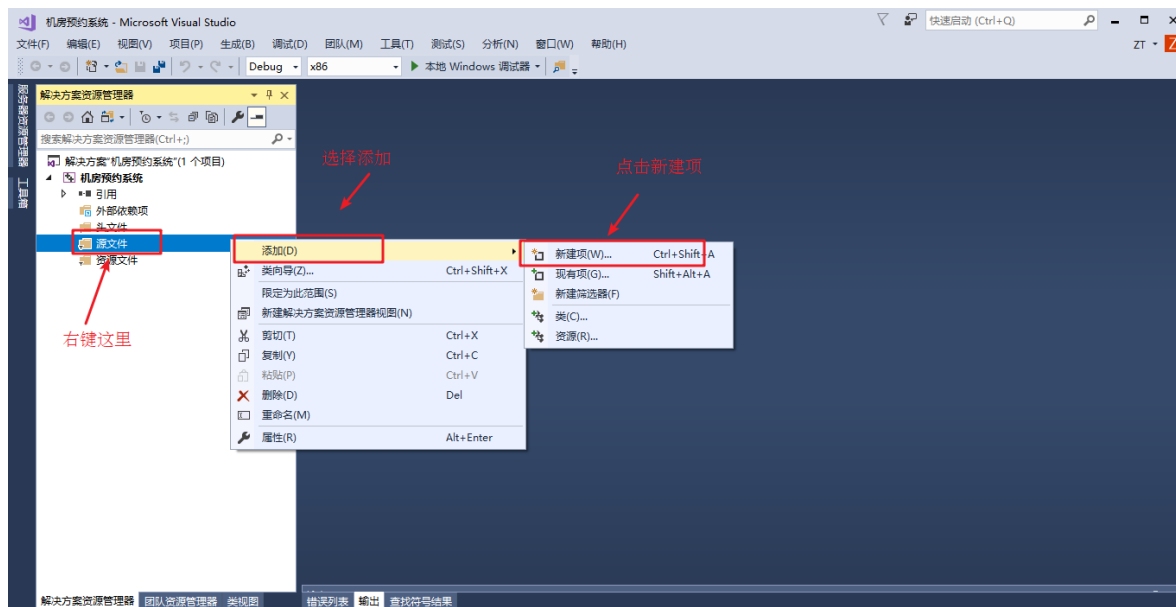 机房预约系统 - Microsoft Visual Studio
快速启动 (Ctrl+Q)
文件(F) 编辑(E) 视图(V) 项目(P) 生成(B) 调试(D) 团队(M) 工具(T) 测试(S) 分析(N) 窗口(W) 帮助(H)
ZT
Debug x86 本地 Windows 调试器
服务器资源管理器
工具箱
解决方案资源管理器
搜索解决方案资源管理器(Ctrl+;)
解决方案"机房预约系统"(1 个项目)
机房预约系统
引用
外部依赖项
头文件
源文件
资源文件
选择添加
点击新建项
右键这里
添加(D)
类向导(Z)... Ctrl+Shift+X
限定为此范围(S)
新建解决方案资源管理器视图(N)
剪切(T) Ctrl+X
复制(Y) Ctrl+C
粘贴(P) Ctrl+V
删除(D) Del
重命名(M)
属性(R) Alt+Enter
新建项(W)... Ctrl+Shift+A
现有项(G)... Shift+Alt+A
新建筛选器(F)
类(C)...
资源(R)...
解决方案资源管理器 团队资源管理器 类视图
错误列表 输出 查找符号结果